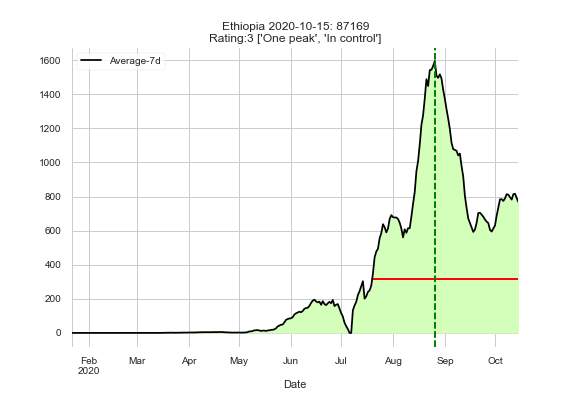 Ethiopia 2020-10-15: 87169
Rating:3 ['One peak', 'In control']
Average-7d
1600
1400
1200
1000
800
600
400
200
0
Feb Mar Apr May Jun Jul Aug Sep Oct
2020
Date